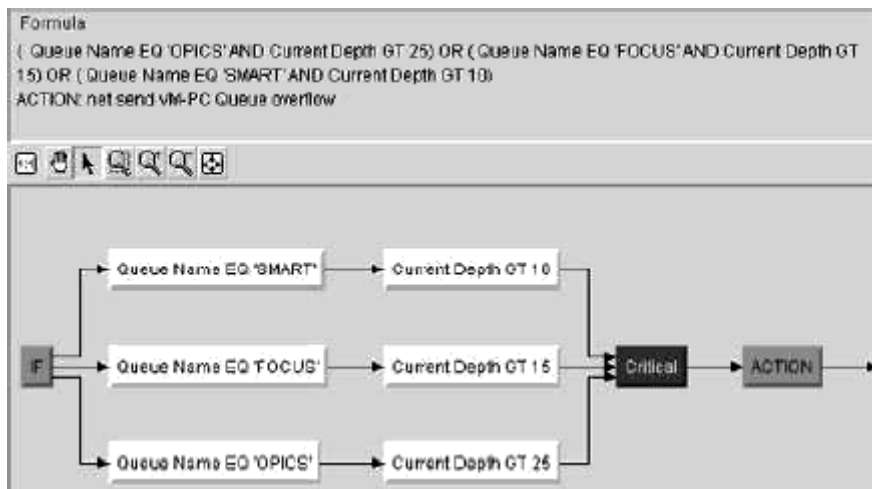 Formula
( Queue Name EQ 'OPICS' AND Current Depth GT 25) OR ( Queue Name EQ 'FOCUS' AND Current Depth GT
15) OR ( Queue Name EQ 'SMART' AND Current Depth GT 10)
ACTION: net send VM-PC Queue overflow
Queue Name EQ 'SMART'
Current Depth GT 10
IF
Queue Name EQ 'FOCUS'
Current Depth GT 15
Critical
ACTION
Queue Name EQ 'OPICS'
Current Depth GT 25